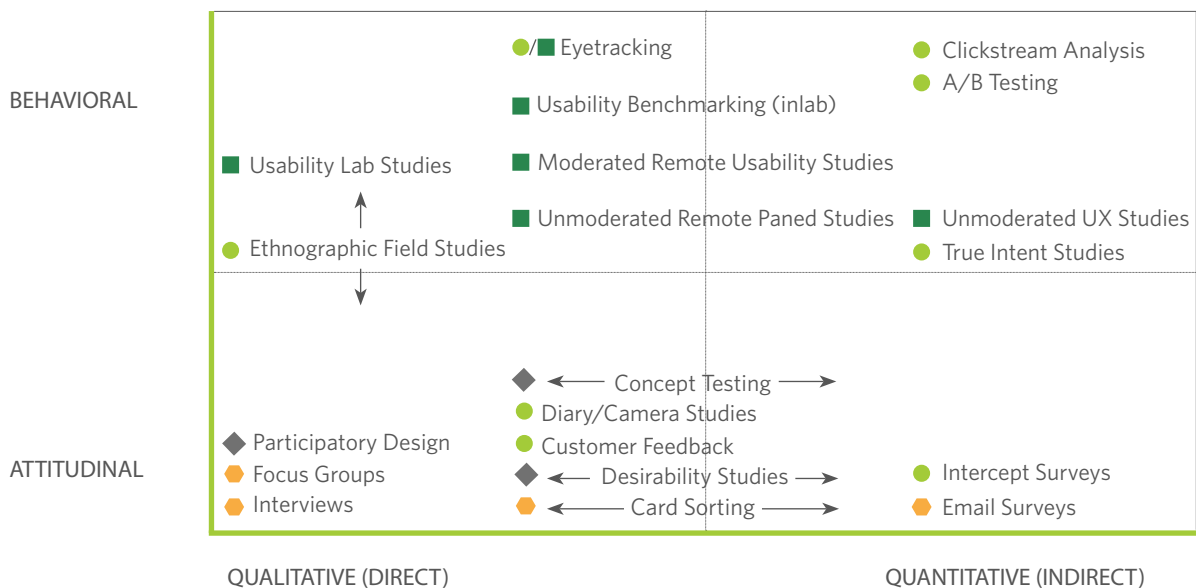 Eyetracking
Clickstream Analysis
A/B Testing
BEHAVIORAL
Usability Benchmarking (inlab)
Usability Lab Studies
Moderated Remote Usability Studies
Unmoderated Remote Paned Studies
Unmoderated UX Studies
Ethnographic Field Studies
True Intent Studies
Concept Testing
Diary/Camera Studies
Participatory Design
Customer Feedback
ATTITUDINAL
Focus Groups
Desirability Studies
Intercept Surveys
Interviews
Card Sorting
Email Surveys
QUALITATIVE (DIRECT)
QUANTITATIVE (INDIRECT)